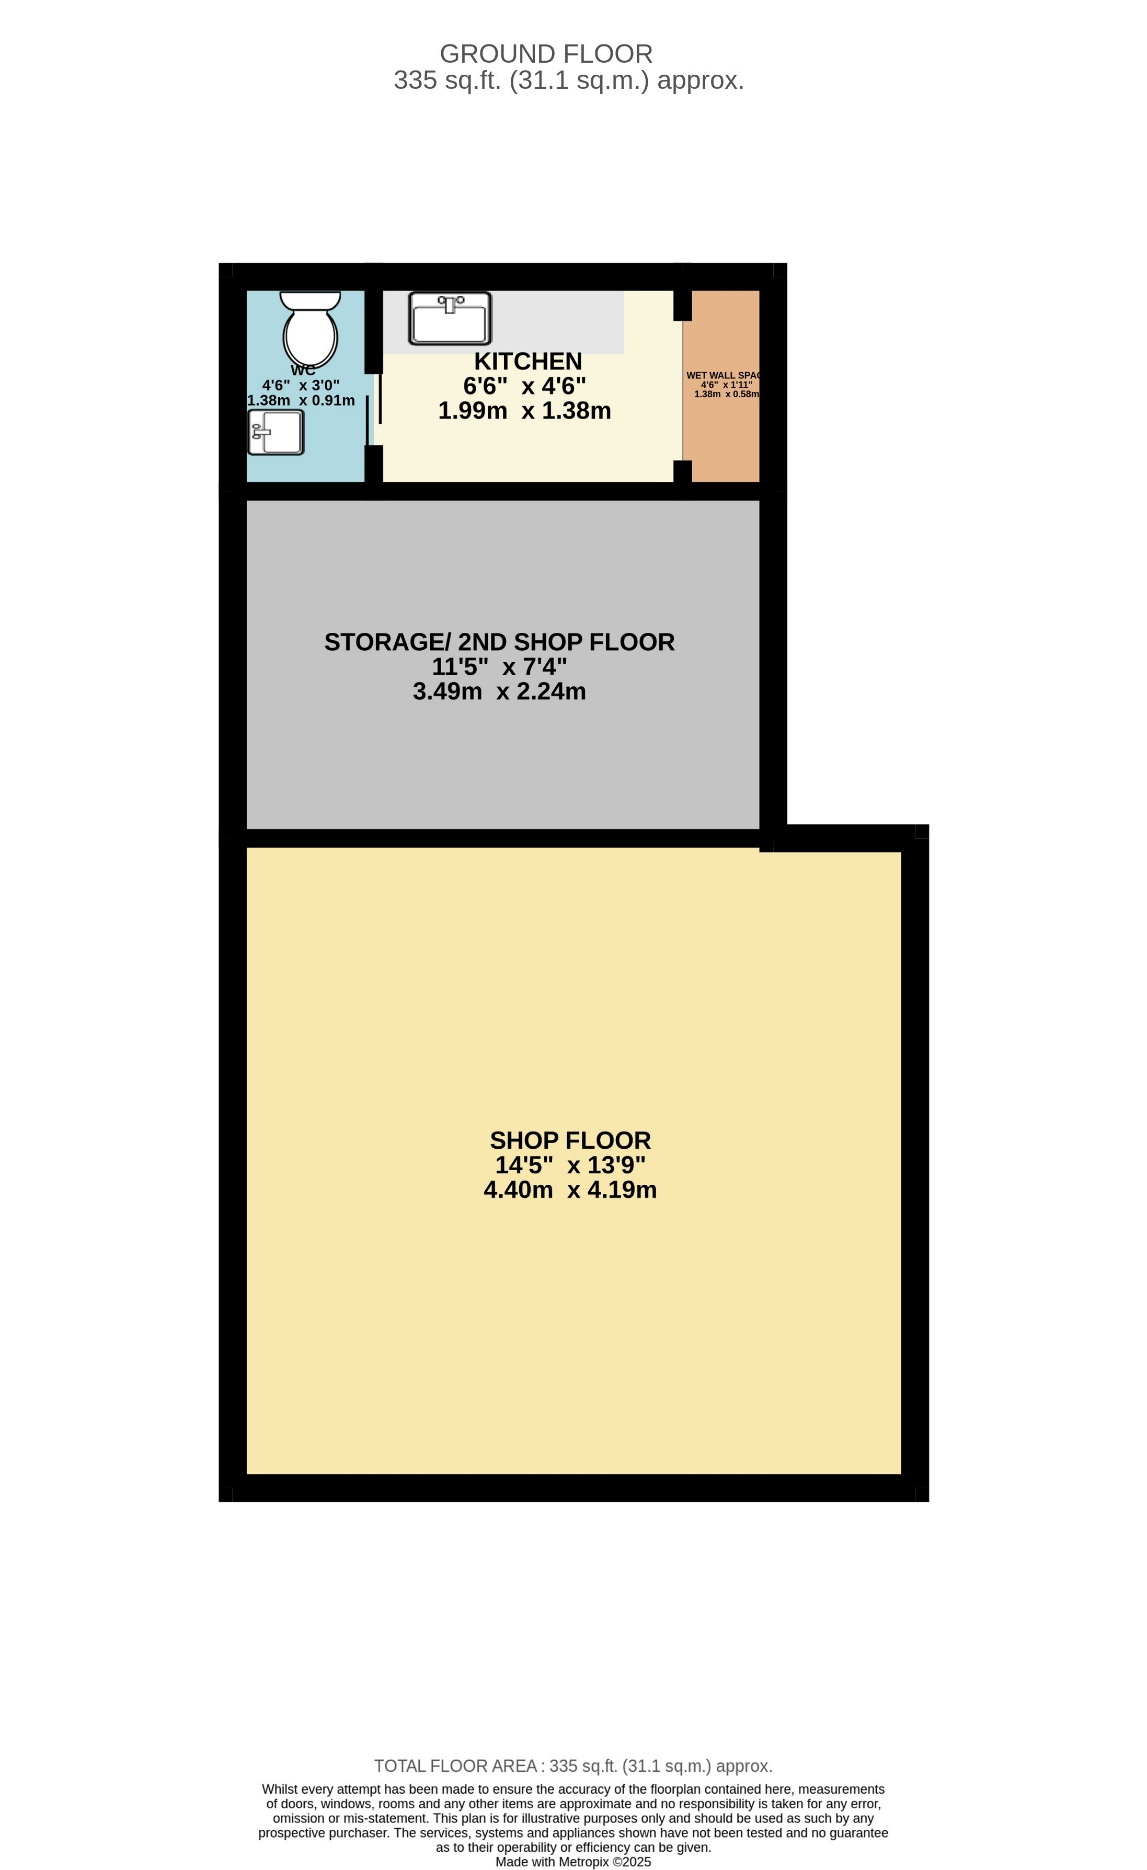 GROUND FLOOR
335 sq.ft. (31.1 sq.m.) approx.
WC
4'6" x 3'0"
1.38m x 0.91m
KITCHEN
6'6" x 4'6"
1.99m x 1.38m
WET WALL SPAC
4'6" x 1'11"
1.38m x 0.58m
STORAGE/ 2ND SHOP FLOOR
11'5" x 7'4"
3.49m x 2.24m
SHOP FLOOR
14'5" x 13'9"
4.40m x 4.19m
TOTAL FLOOR AREA : 335 sq.ft. (31.1 sq.m.) approx.
Whilst every attempt has been made to ensure the accuracy of the floorplan contained here, measurements
of doors, windows, rooms and any other items are approximate and no responsibility is taken for any error,
omission or mis-statement. This plan is for illustrative purposes only and should be used as such by any
prospective purchaser. The services, systems and appliances shown have not been tested and no guarantee
as to their operability or efficiency can be given.
Made with Metropix ©2025